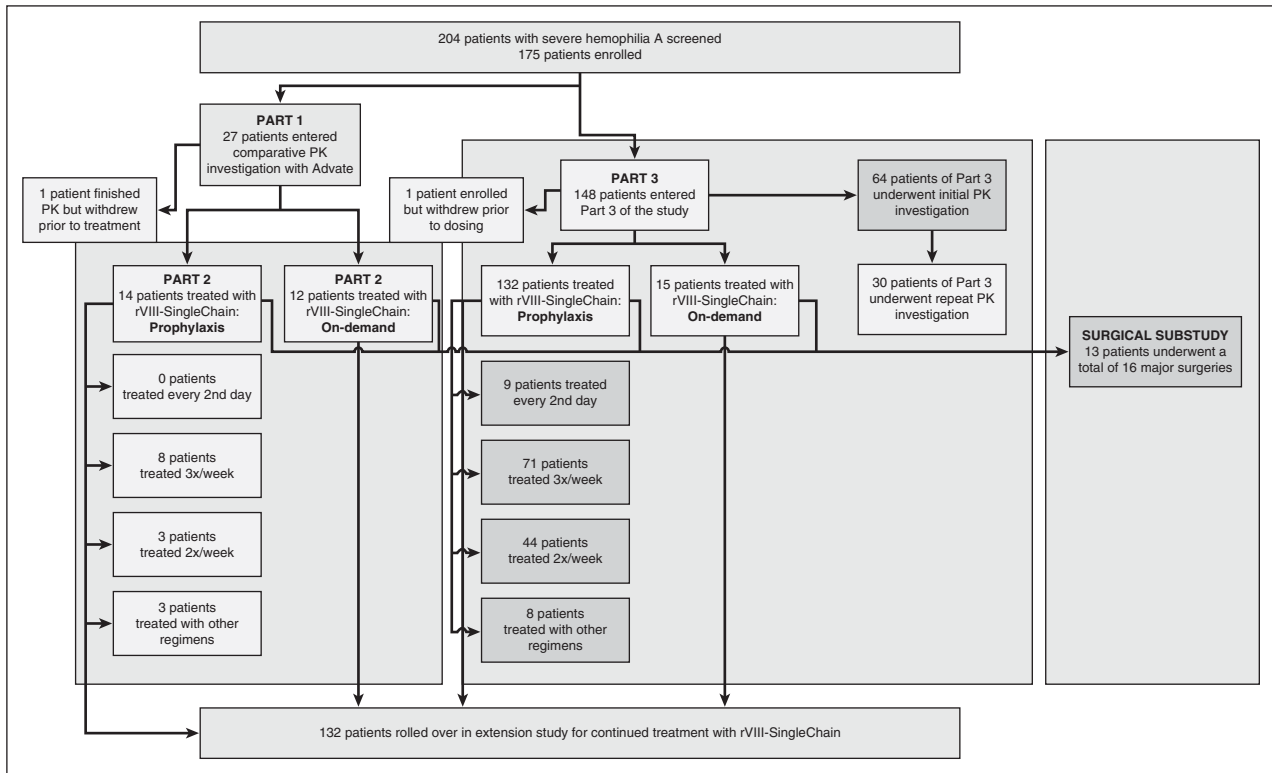 204 patients with severe hemophilia A screened
175 patients enrolled
PART 1
27 patients entered
comparative PK
investigation with Advate
1 patient finished
PK but withdrew
prior to treatment
1 patient enrolled
but withdrew prior
to dosing
PART 3
148 patients entered
Part 3 of the study
64 patients of Part 3
underwent initial PK
investigation
PART 2
14 patients treated with
rVIII-SingleChain:
Prophylaxis
PART 2
12 patients treated with
rVIII-SingleChain:
On-demand
132 patients treated
with rVIII-SingleChain:
Prophylaxis
15 patients treated with
rVIII-SingleChain:
On-demand
30 patients of Part 3
underwent repeat PK
investigation
SURGICAL SUBSTUDY
13 patients underwent a
total of 16 major surgeries
0 patients
treated every 2nd day
8 patients
treated 3x/week
3 patients
treated 2x/week
3 patients
treated with other
regimens
9 patients treated
every 2nd day
71 patients
treated 3x/week
44 patients
treated 2x/week
8 patients
treated with other
regimens
132 patients rolled over in extension study for continued treatment with rVIII-SingleChain